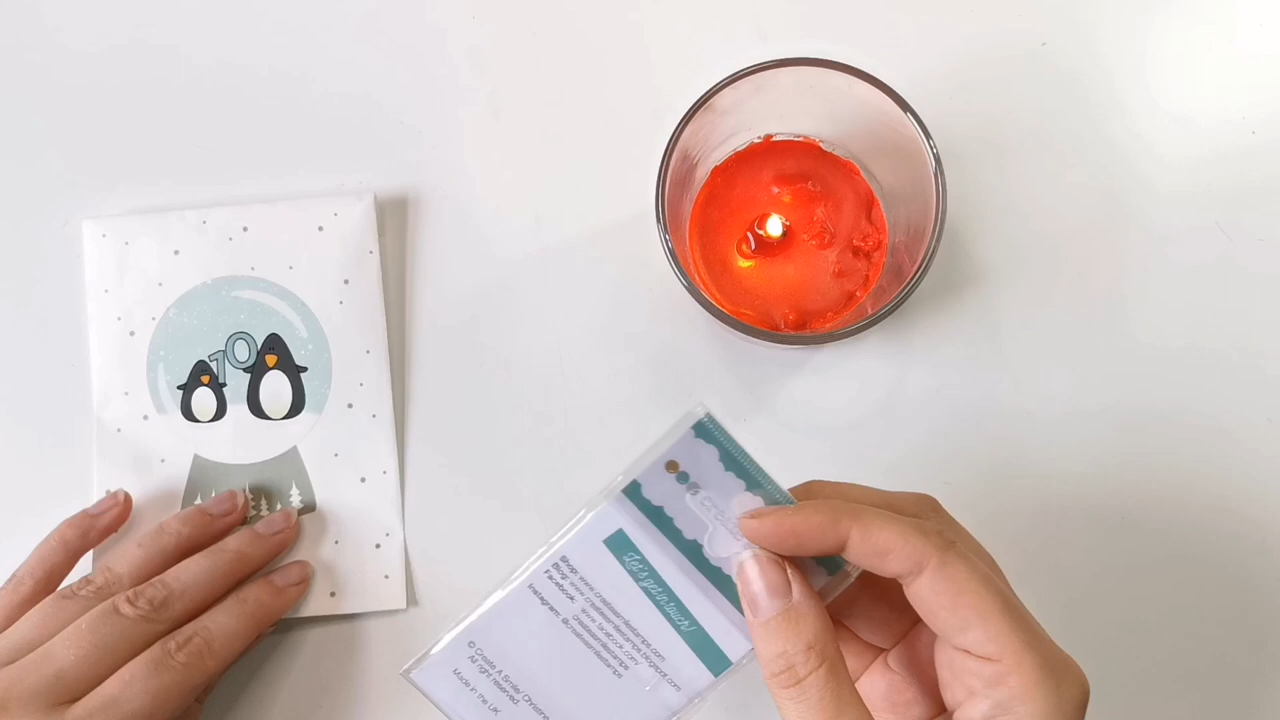 10
Let's get in touch!
Shop: www.createasmilestamps.com
Blog: www.createasmilestamps.blogspot.com
Facebook: www.facebook.com/
createasmilestamps
Instagram: @createasmilestamps
© Create A Smile/ Christine
All right reserved.
Made in the UK